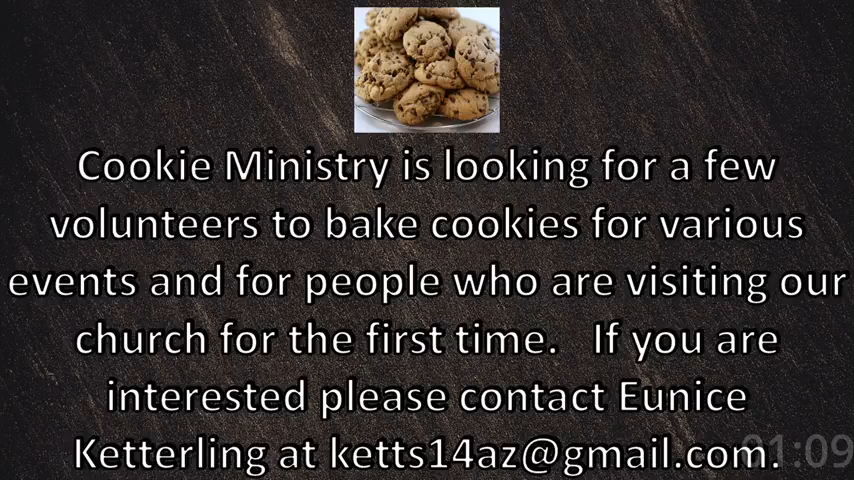 Cookie Ministry is looking for a few
volunteers to bake cookies for various
events and for people who are visiting our
church for the first time.   If you are
interested please contact Eunice
Ketterling at ketts14az@gmail.com.
01:09